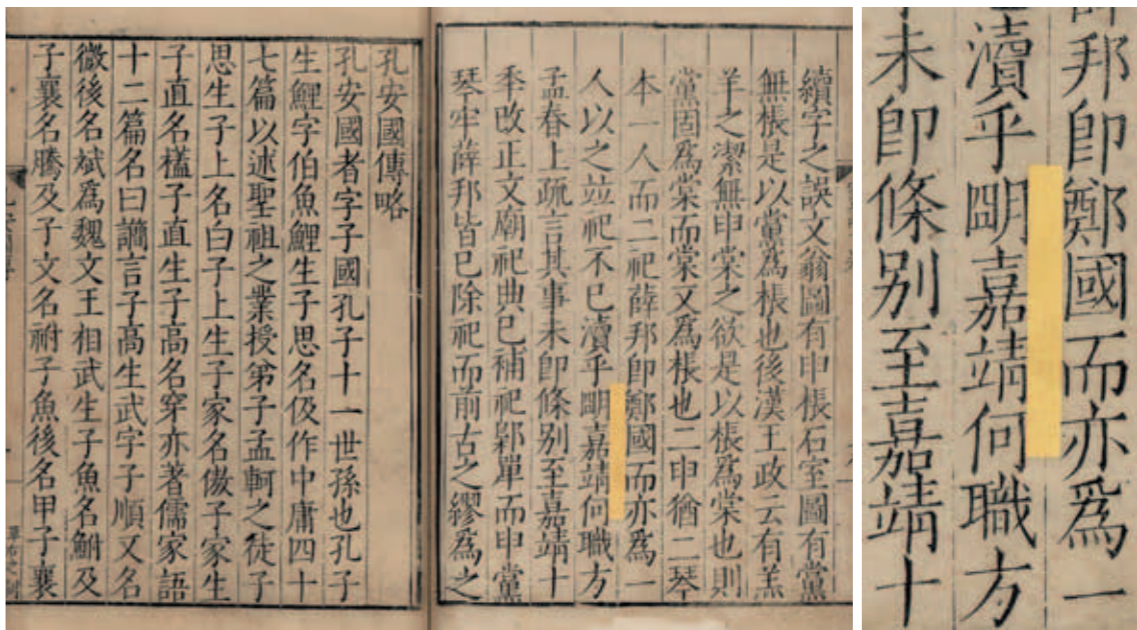 續字之誤文翁圖有申棖石室圖有黨
無棖是以黨爲棖也後漢王政云有羔
羊之潔無申棠之欲是以棖爲棠也則
黨固爲棠而棠又爲棖也二申猶二琴
本一人而二祀薛邦卽鄭國而亦爲一
人以之竝祀不已瀆乎朙嘉靖何職方
孟春上疏言其事未卽條别至嘉靖十
秊改正文廟祀典已補祀鄡單而申黨
琴牢薛邦皆已除祀而前古之繆爲之
孔安國傳略
孔安國者字子國孔子十一世孫也孔子
生鯉字伯魚鯉生子思名伋作中庸四十
七篇以述聖祖之業授弟子孟軻之徒子
思生子上名白子上生子家名傲子家生
子直名㯓子直生子高名穿亦著儒家語
十二篇名曰讕言子高生武字子順又名
微後名斌爲魏文王相武生子魚名鮒及
子襄名騰及子文名祔子魚後名甲子襄
邦卽鄭國而亦爲一
瀆乎朙嘉靖何職方
未卽條别至嘉靖十